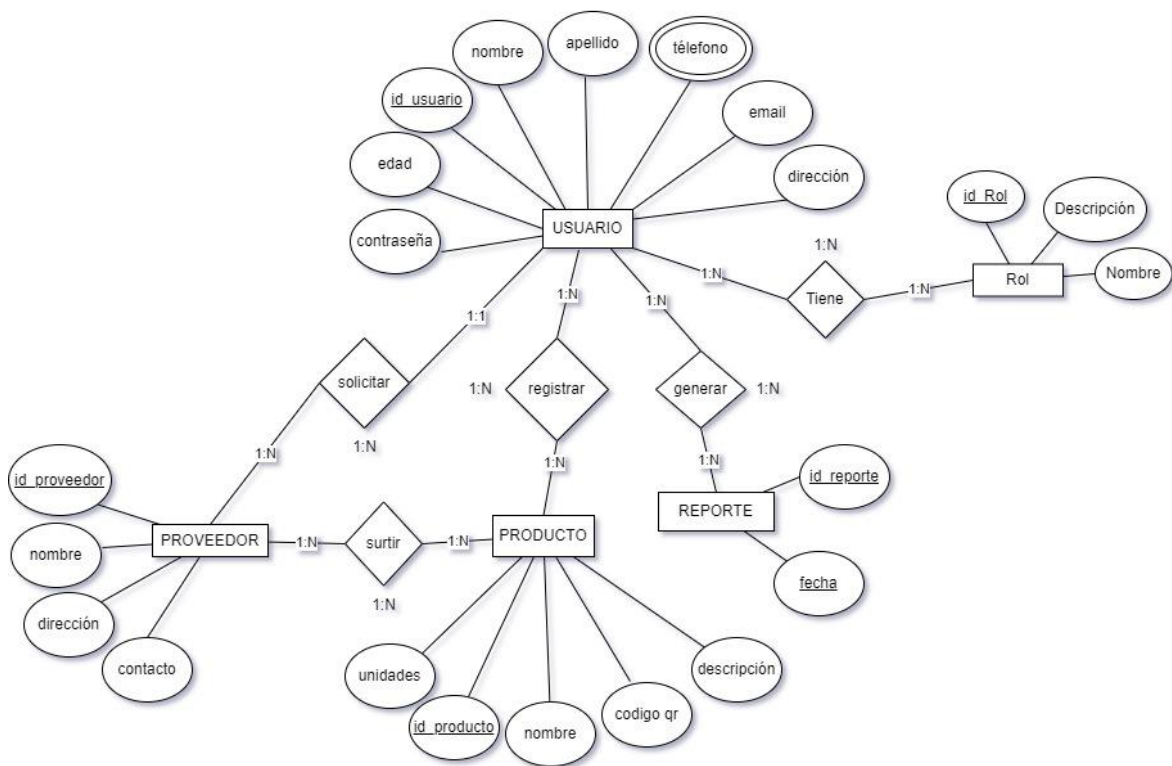 apellido
télefono
nombre
id_usuario
email
edad
dirección
contraseña
USUARIO
id_Rol
Descripción
Nombre
Rol
1:N
1:N
Tiene
1:N
1:1
1:N
1:N
solicitar
1:N
1:N
registrar
generar
1:N
1:N
1:N
1:N
id_proveedor
id_reporte
REPORTE
PROVEEDOR
1:N
surtir
1:N
PRODUCTO
nombre
fecha
1:N
dirección
contacto
unidades
descripción
id_producto
nombre
codigo qr